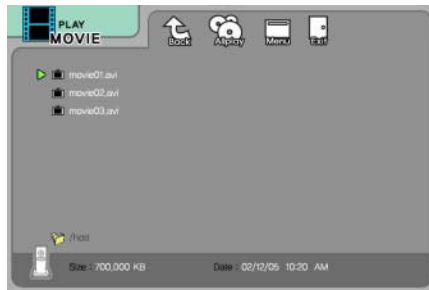 PLAY
MOVIE
Back
Allplay
Menu
Exit
movie01.avi
movie02.avi
movie03.avi
/hdd
Size : 700,000 KB
Date : 02/12/05 10:20 AM